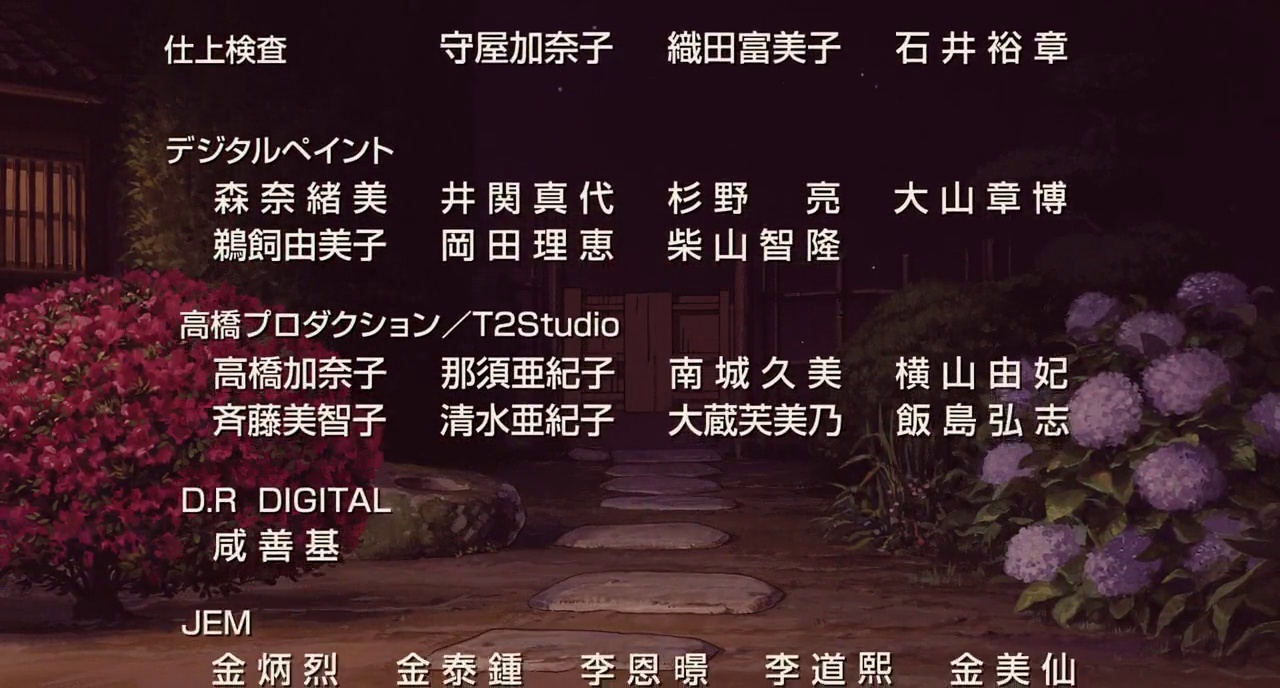 仕上検査 守屋加奈子 織田富美子 石井裕章
デジタルペイント
森奈緒美 井関真代 杉野 亮 大山章博
鵜飼由美子 岡田理恵 柴山智隆
高橋プロダクション／T2Studio
高橋加奈子 那須亜紀子 南城久美 横山由妃
斉藤美智子 清水亜紀子 大蔵芙美乃 飯島弘志
D.R DIGITAL
咸善基
JEM
金炳烈 金泰鍾 李恩暻 李道熙 金美仙